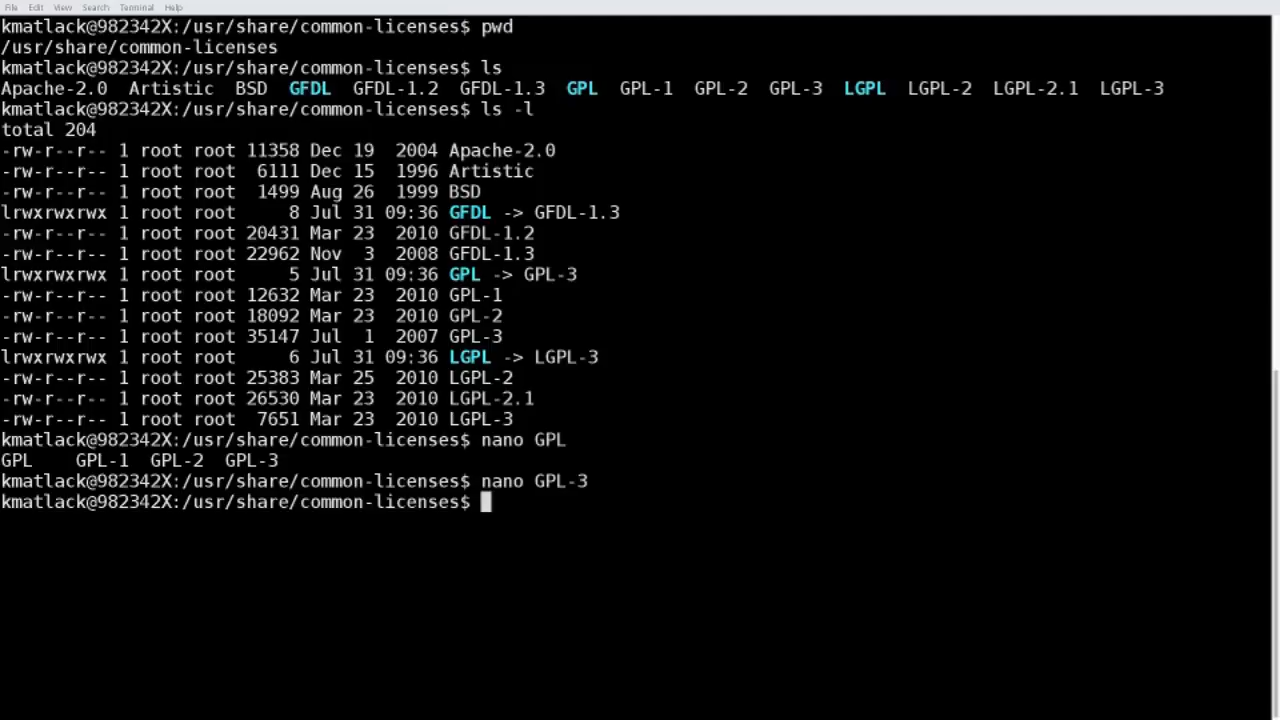 File Edit View Search Terminal Help
kmatlack@982342X:/usr/share/common-licenses$ pwd
/usr/share/common-licenses
kmatlack@982342X:/usr/share/common-licenses$ ls
Apache-2.0  Artistic  BSD  GFDL  GFDL-1.2  GFDL-1.3  GPL  GPL-1  GPL-2  GPL-3  LGPL  LGPL-2  LGPL-2.1  LGPL-3
kmatlack@982342X:/usr/share/common-licenses$ ls -l
total 204
-rw-r--r-- 1 root root 11358 Dec 19  2004 Apache-2.0
-rw-r--r-- 1 root root  6111 Dec 15  1996 Artistic
-rw-r--r-- 1 root root  1499 Aug 26  1999 BSD
lrwxrwxrwx 1 root root     8 Jul 31 09:36 GFDL -> GFDL-1.3
-rw-r--r-- 1 root root 20431 Mar 23  2010 GFDL-1.2
-rw-r--r-- 1 root root 22962 Nov  3  2008 GFDL-1.3
lrwxrwxrwx 1 root root     5 Jul 31 09:36 GPL -> GPL-3
-rw-r--r-- 1 root root 12632 Mar 23  2010 GPL-1
-rw-r--r-- 1 root root 18092 Mar 23  2010 GPL-2
-rw-r--r-- 1 root root 35147 Jul  1  2007 GPL-3
lrwxrwxrwx 1 root root     6 Jul 31 09:36 LGPL -> LGPL-3
-rw-r--r-- 1 root root 25383 Mar 25  2010 LGPL-2
-rw-r--r-- 1 root root 26530 Mar 23  2010 LGPL-2.1
-rw-r--r-- 1 root root  7651 Mar 23  2010 LGPL-3
kmatlack@982342X:/usr/share/common-licenses$ nano GPL
GPL    GPL-1  GPL-2  GPL-3
kmatlack@982342X:/usr/share/common-licenses$ nano GPL-3
kmatlack@982342X:/usr/share/common-licenses$